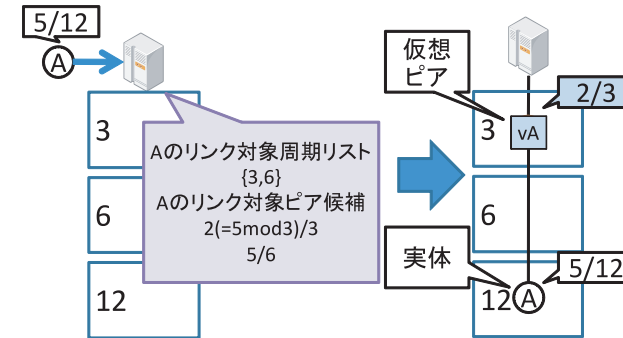 5/12
A
3
6
12
Aのリンク対象周期リスト
{3,6}
Aのリンク対象ピア候補
2(=5mod3)/3
5/6
仮想
ピア
2/3
3
vA
6
実体
5/12
12
A